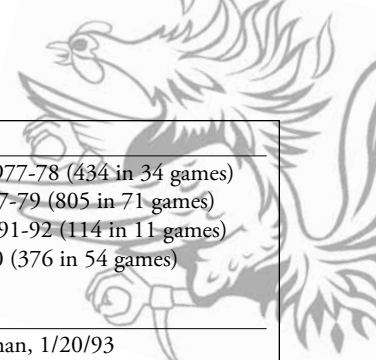 977-78 (434 in 34 games)
7-79 (805 in 71 games)
91-92 (114 in 11 games)
0 (376 in 54 games)
nan, 1/20/93